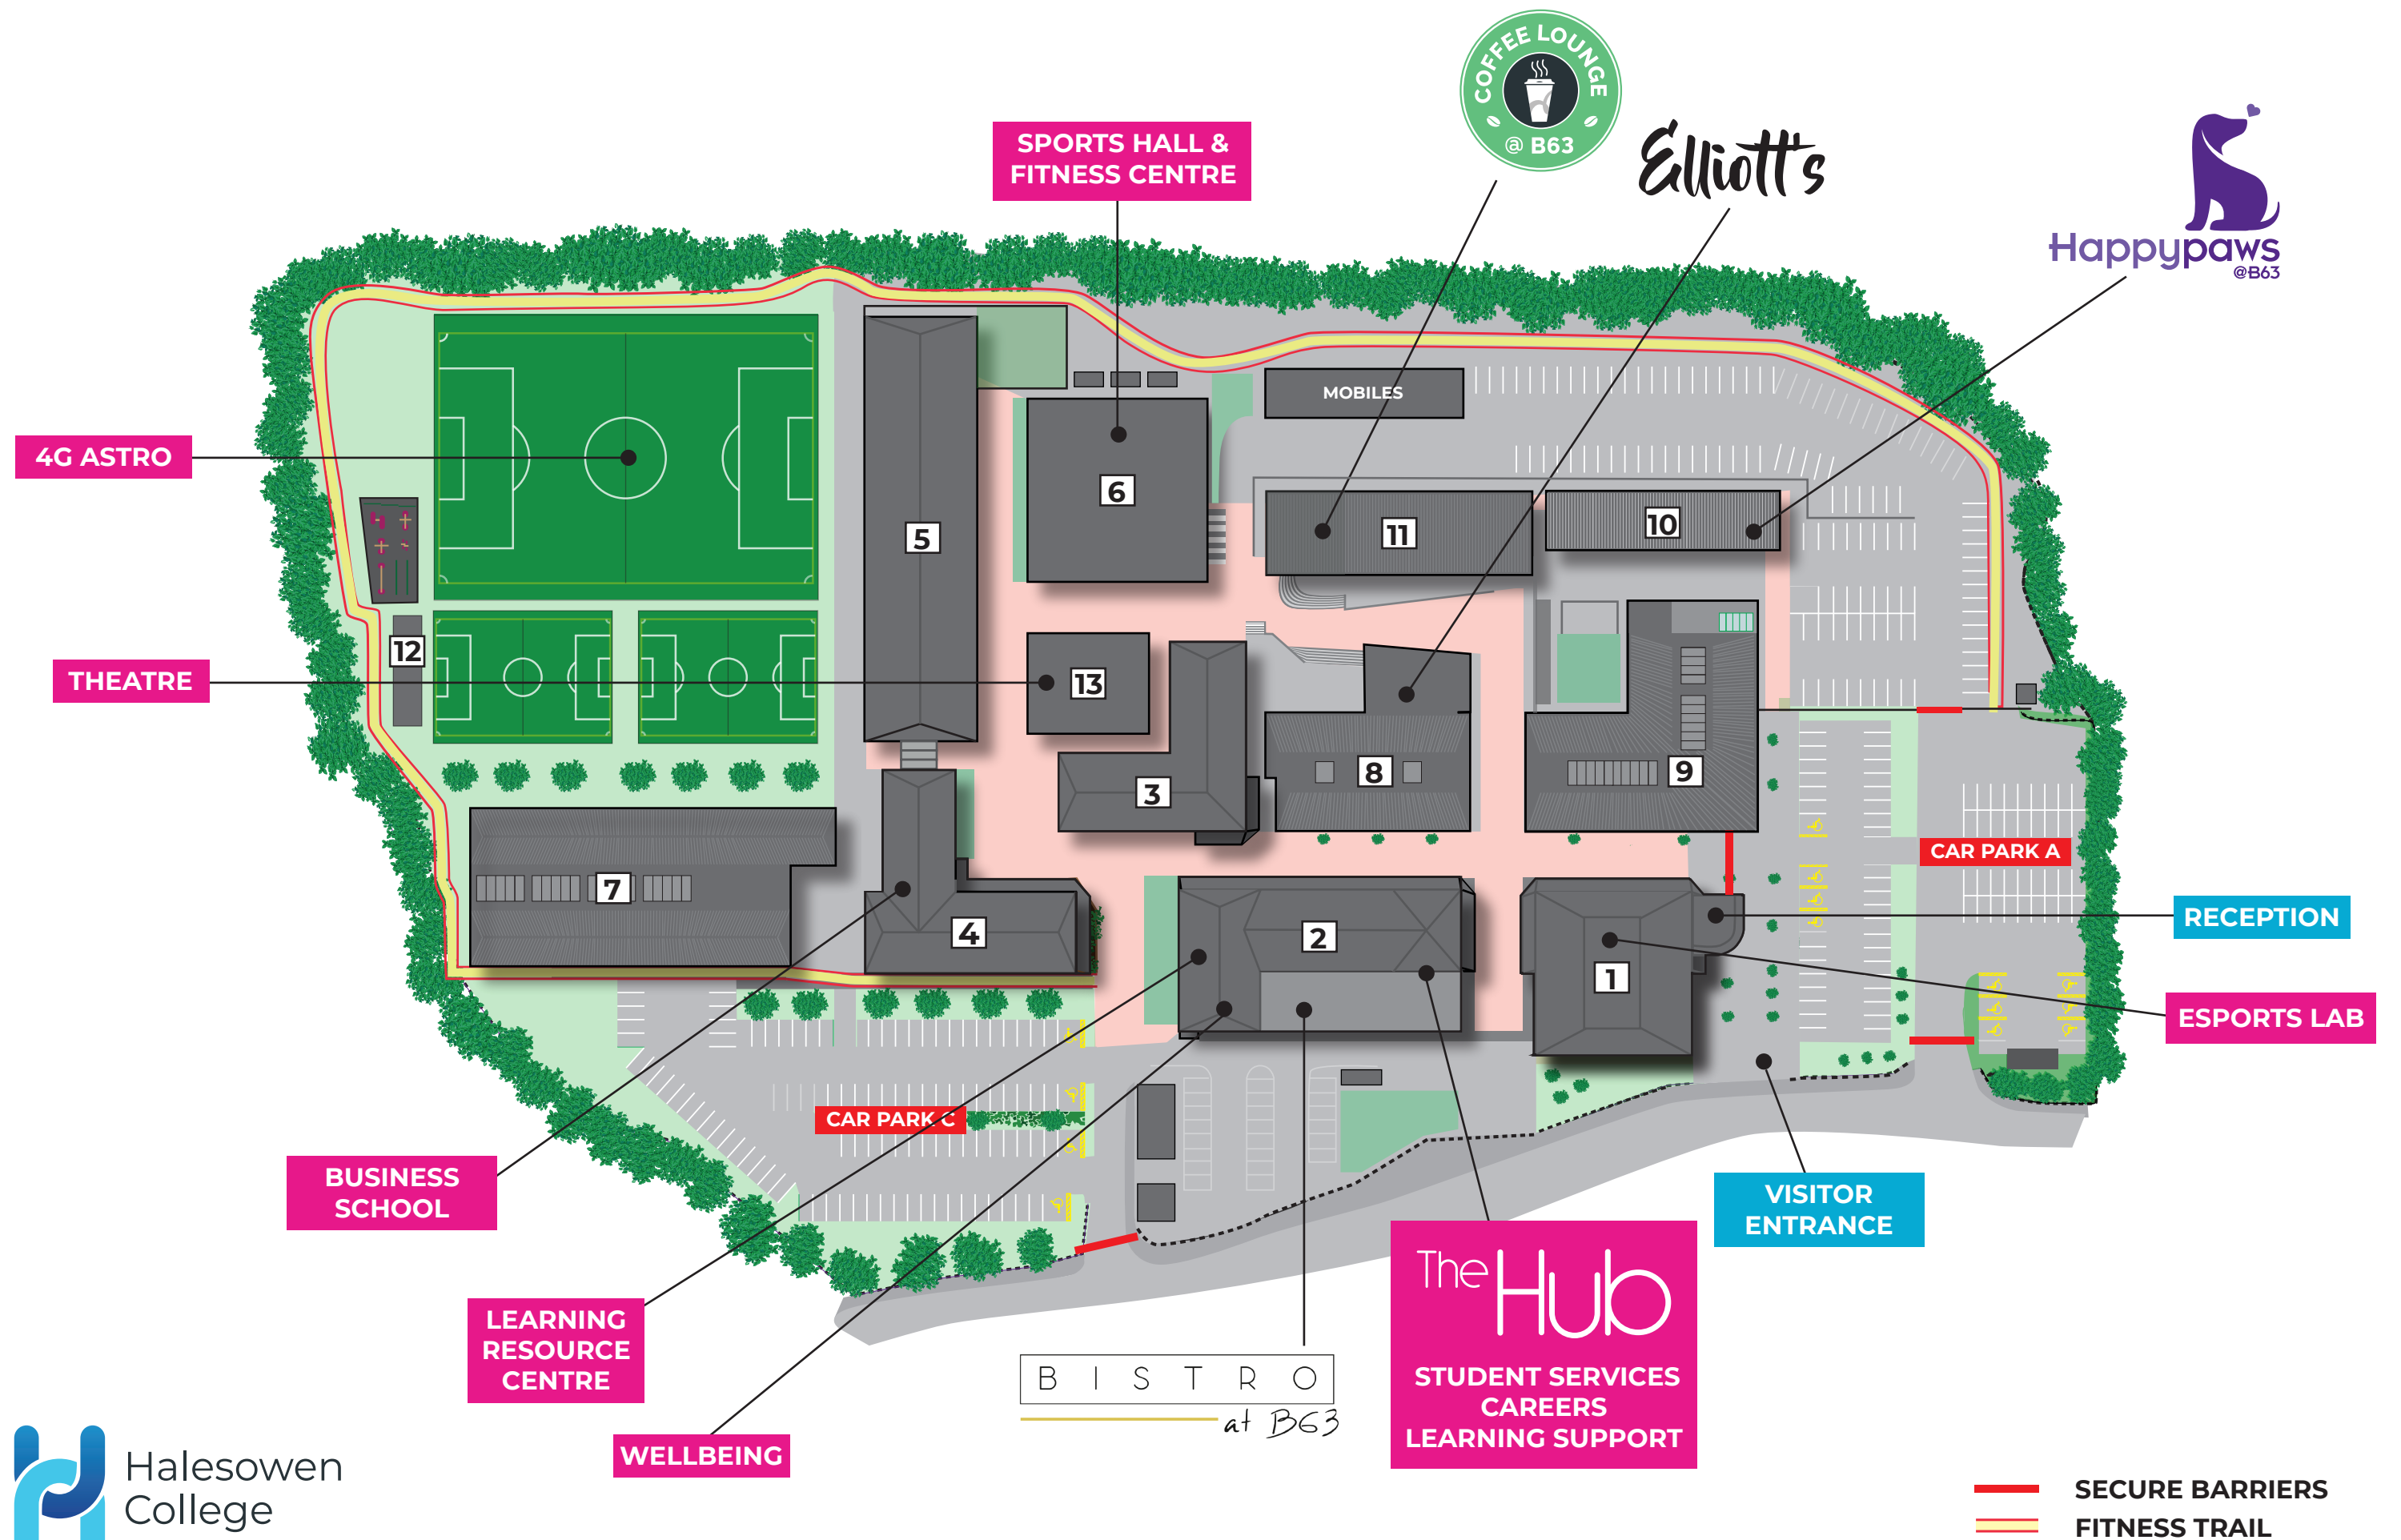 COFFEE LOUNGE
@ B63
Elliott's
Happypaws
@B63
SPORTS HALL &
FITNESS CENTRE
MOBILES
4G ASTRO
6
11
10
5
12
THEATRE
13
3
8
9
CAR PARK A
7
4
2
1
RECEPTION
ESPORTS LAB
CAR PARK C
BUSINESS
SCHOOL
VISITOR
ENTRANCE
LEARNING
RESOURCE
CENTRE
The Hub
STUDENT SERVICES
CAREERS
LEARNING SUPPORT
BISTRO
at B63
WELLBEING
Halesowen
College
SECURE BARRIERS
FITNESS TRAIL